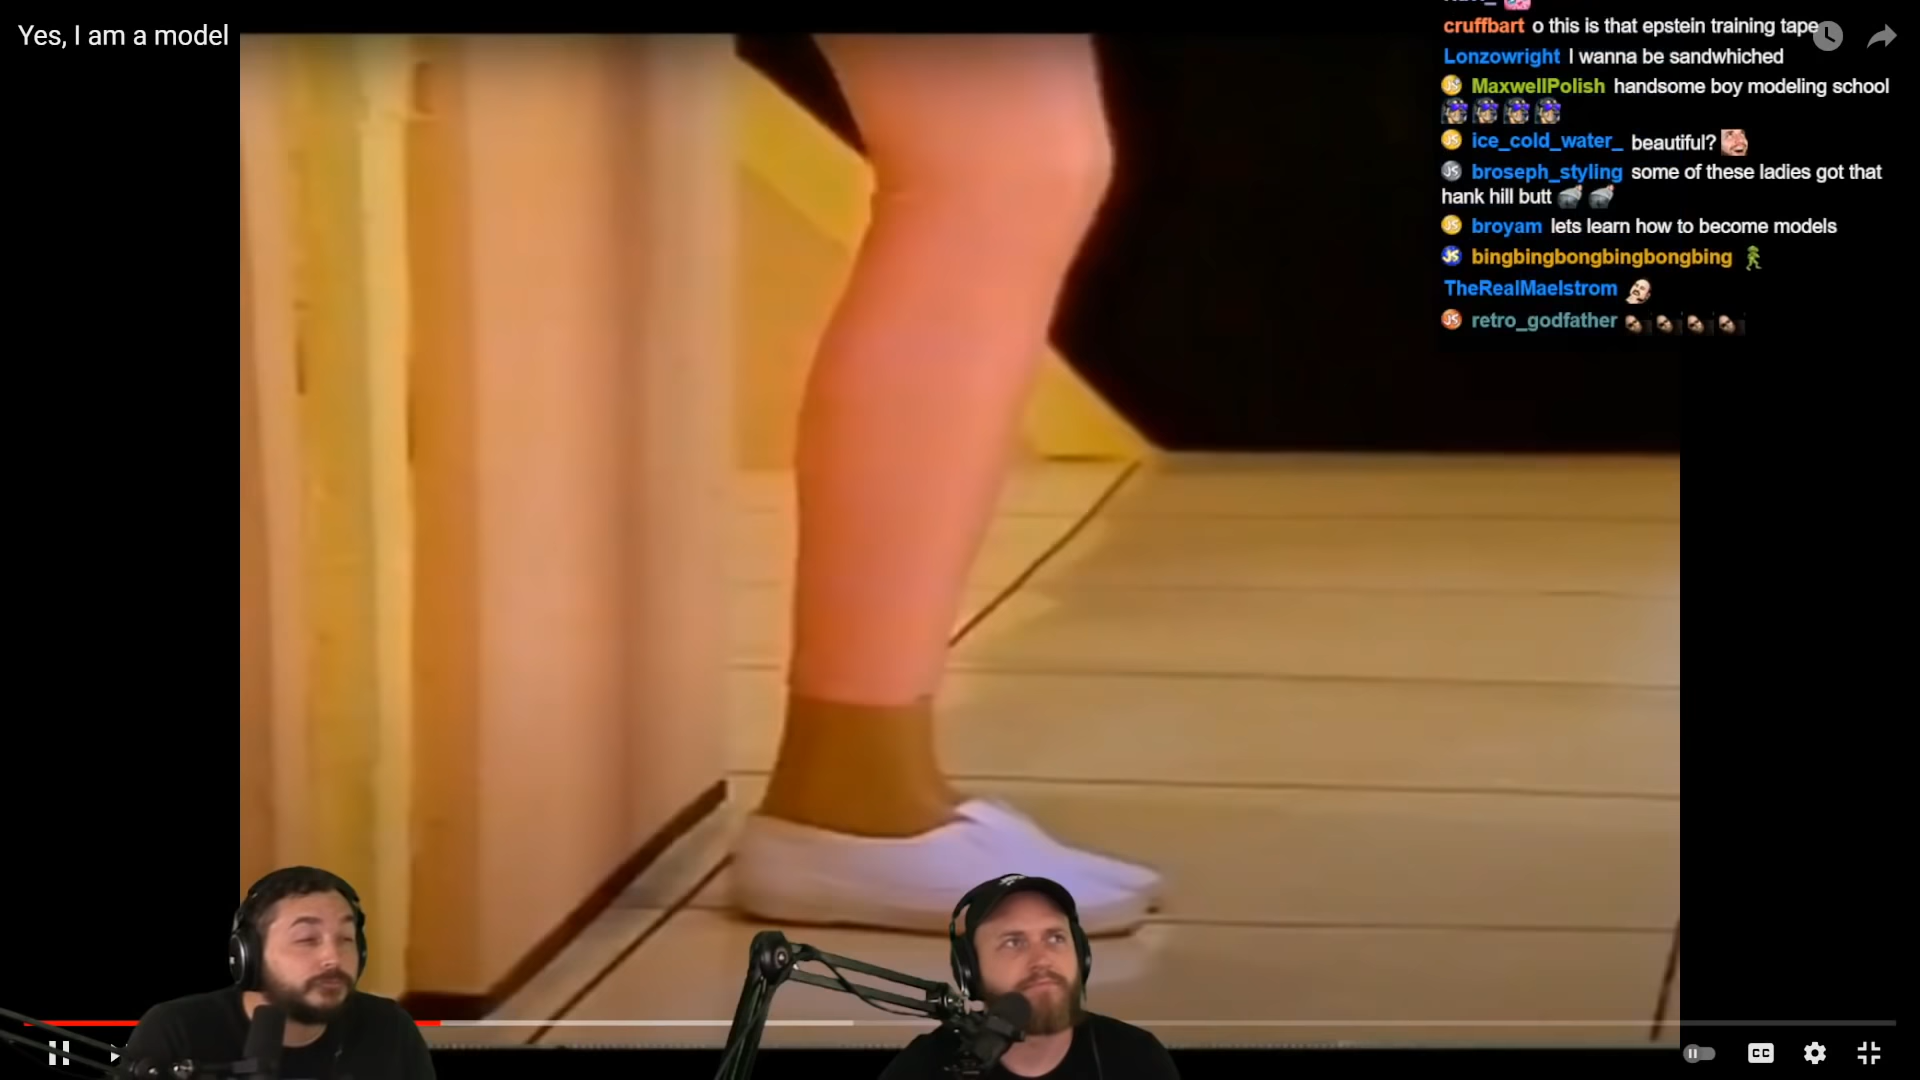 Yes, I am a model
cruffbart o this is that epstein training tape
Lonzowright I wanna be sandwhiched
MaxwellPolish handsome boy modeling school
ice_cold_water_ beautiful?
broseph_styling some of these ladies got that
hank hill butt
broyam lets learn how to become models
bingbingbongbingbongbing
TheRealMaelstrom
retro_godfather
CC